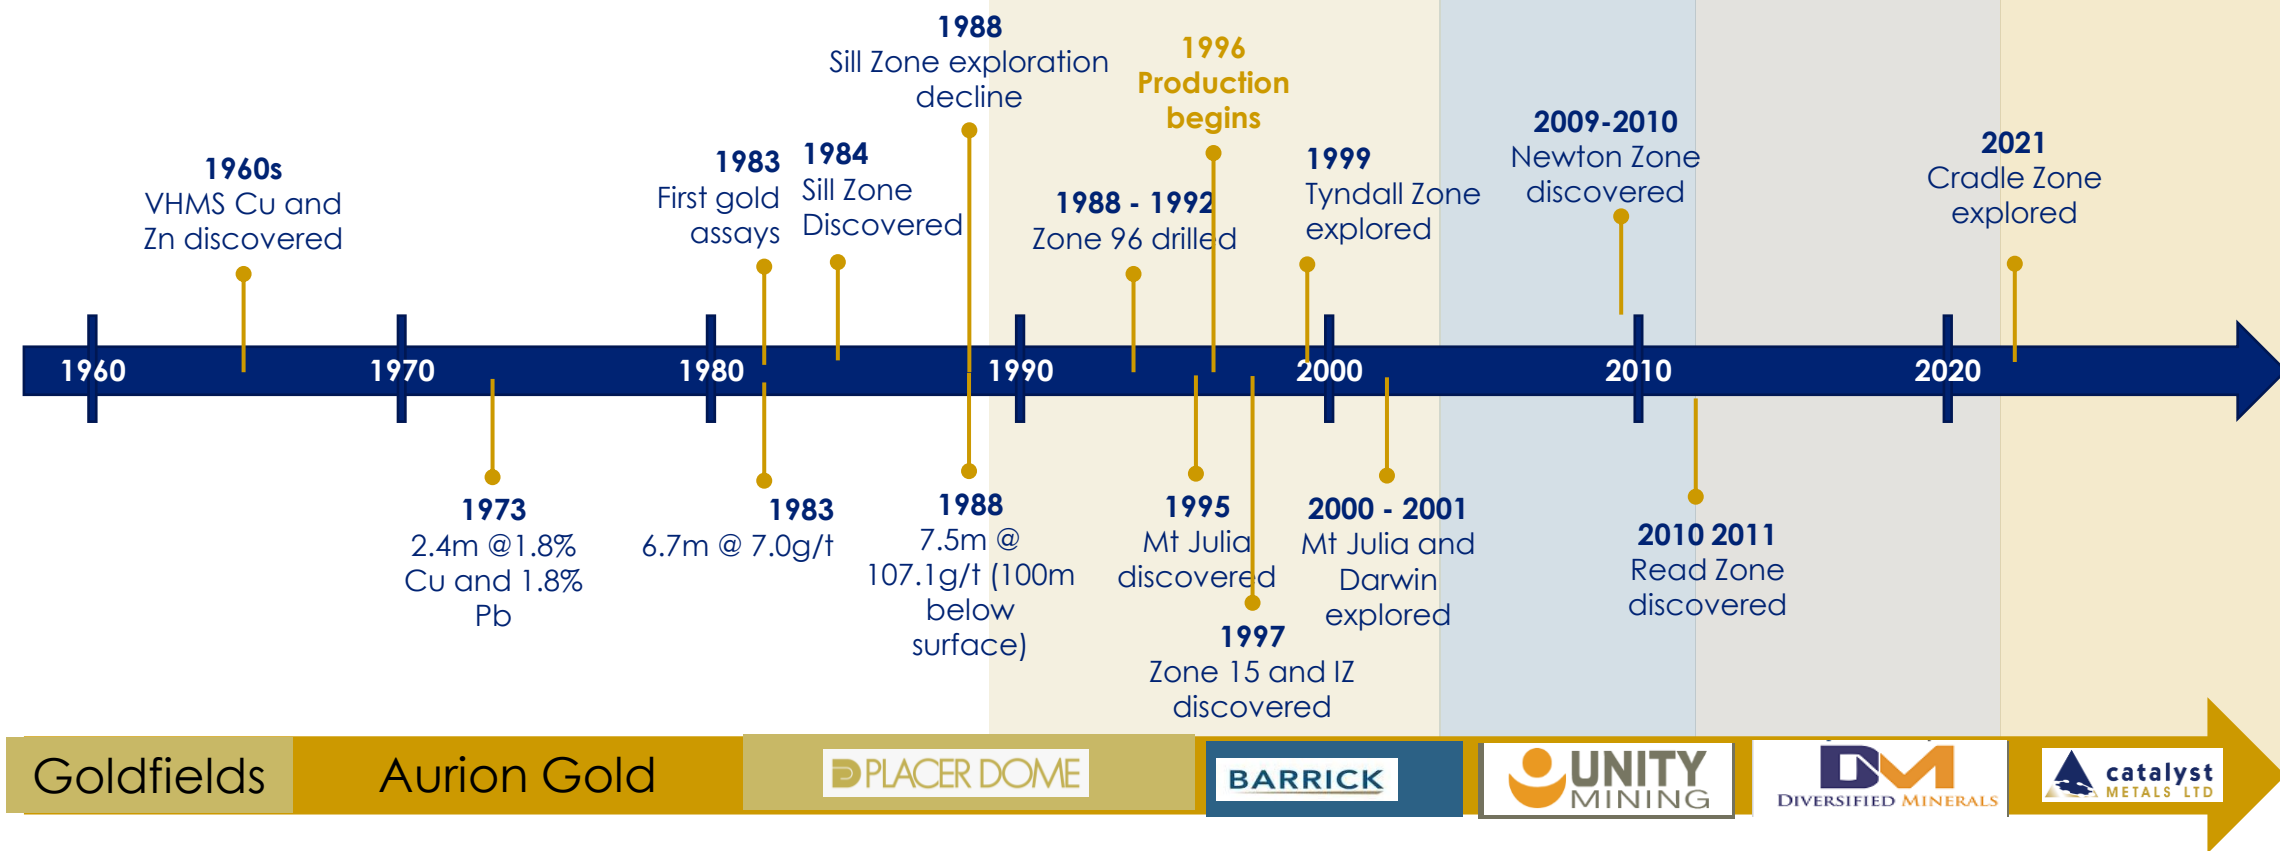 1988
Sill Zone exploration
decline
1996
Production
begins
1960s
VHMS Cu and
Zn discovered
1983
First gold
assays
1984
Sill Zone
Discovered
1988 - 1992
Zone 96 drilled
1999
Tyndall Zone
explored
2009-2010
Newton Zone
discovered
2021
Cradle Zone
explored
1960
1970
1980
1990
2000
2010
2020
1973
2.4m @1.8%
Cu and 1.8%
Pb
1983
6.7m @ 7.0g/t
1988
7.5m @
107.1g/t (100m
below
surface)
1995
Mt Julia
discovered
1997
Zone 15 and IZ
discovered
2000 - 2001
Mt Julia and
Darwin
explored
2010 2011
Read Zone
discovered
Goldfields
Aurion Gold
PLACER DOME
BARRICK
UNITY
MINING
DM
DIVERSIFIED MINERALS
catalyst
METALS LTD